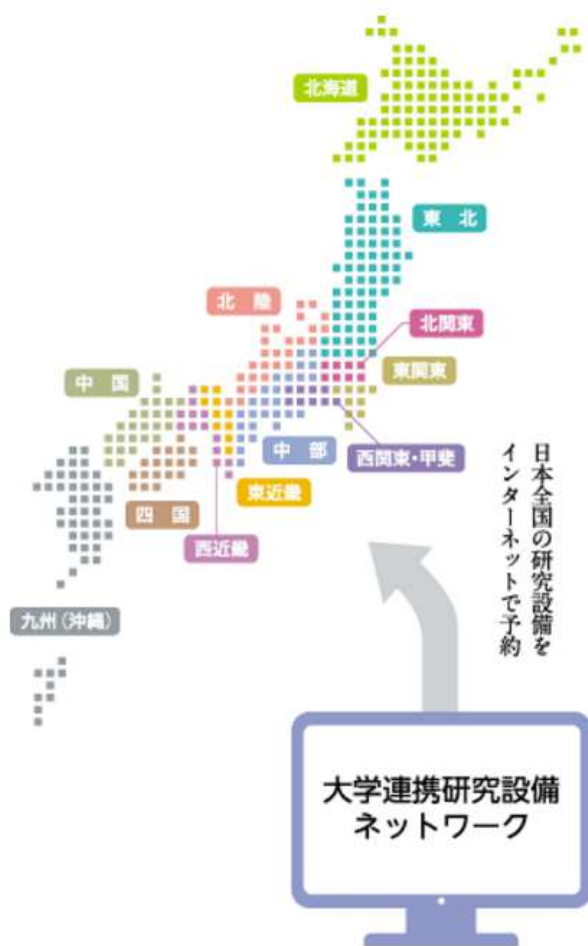 北海道
東 北
北 陸
北関東
東関東
中 国
中 部
西関東・甲斐
東近畿
四 国
西近畿
九州(沖縄)
日本全国の研究設備を
インターネットで予約
大学連携研究設備
ネットワーク